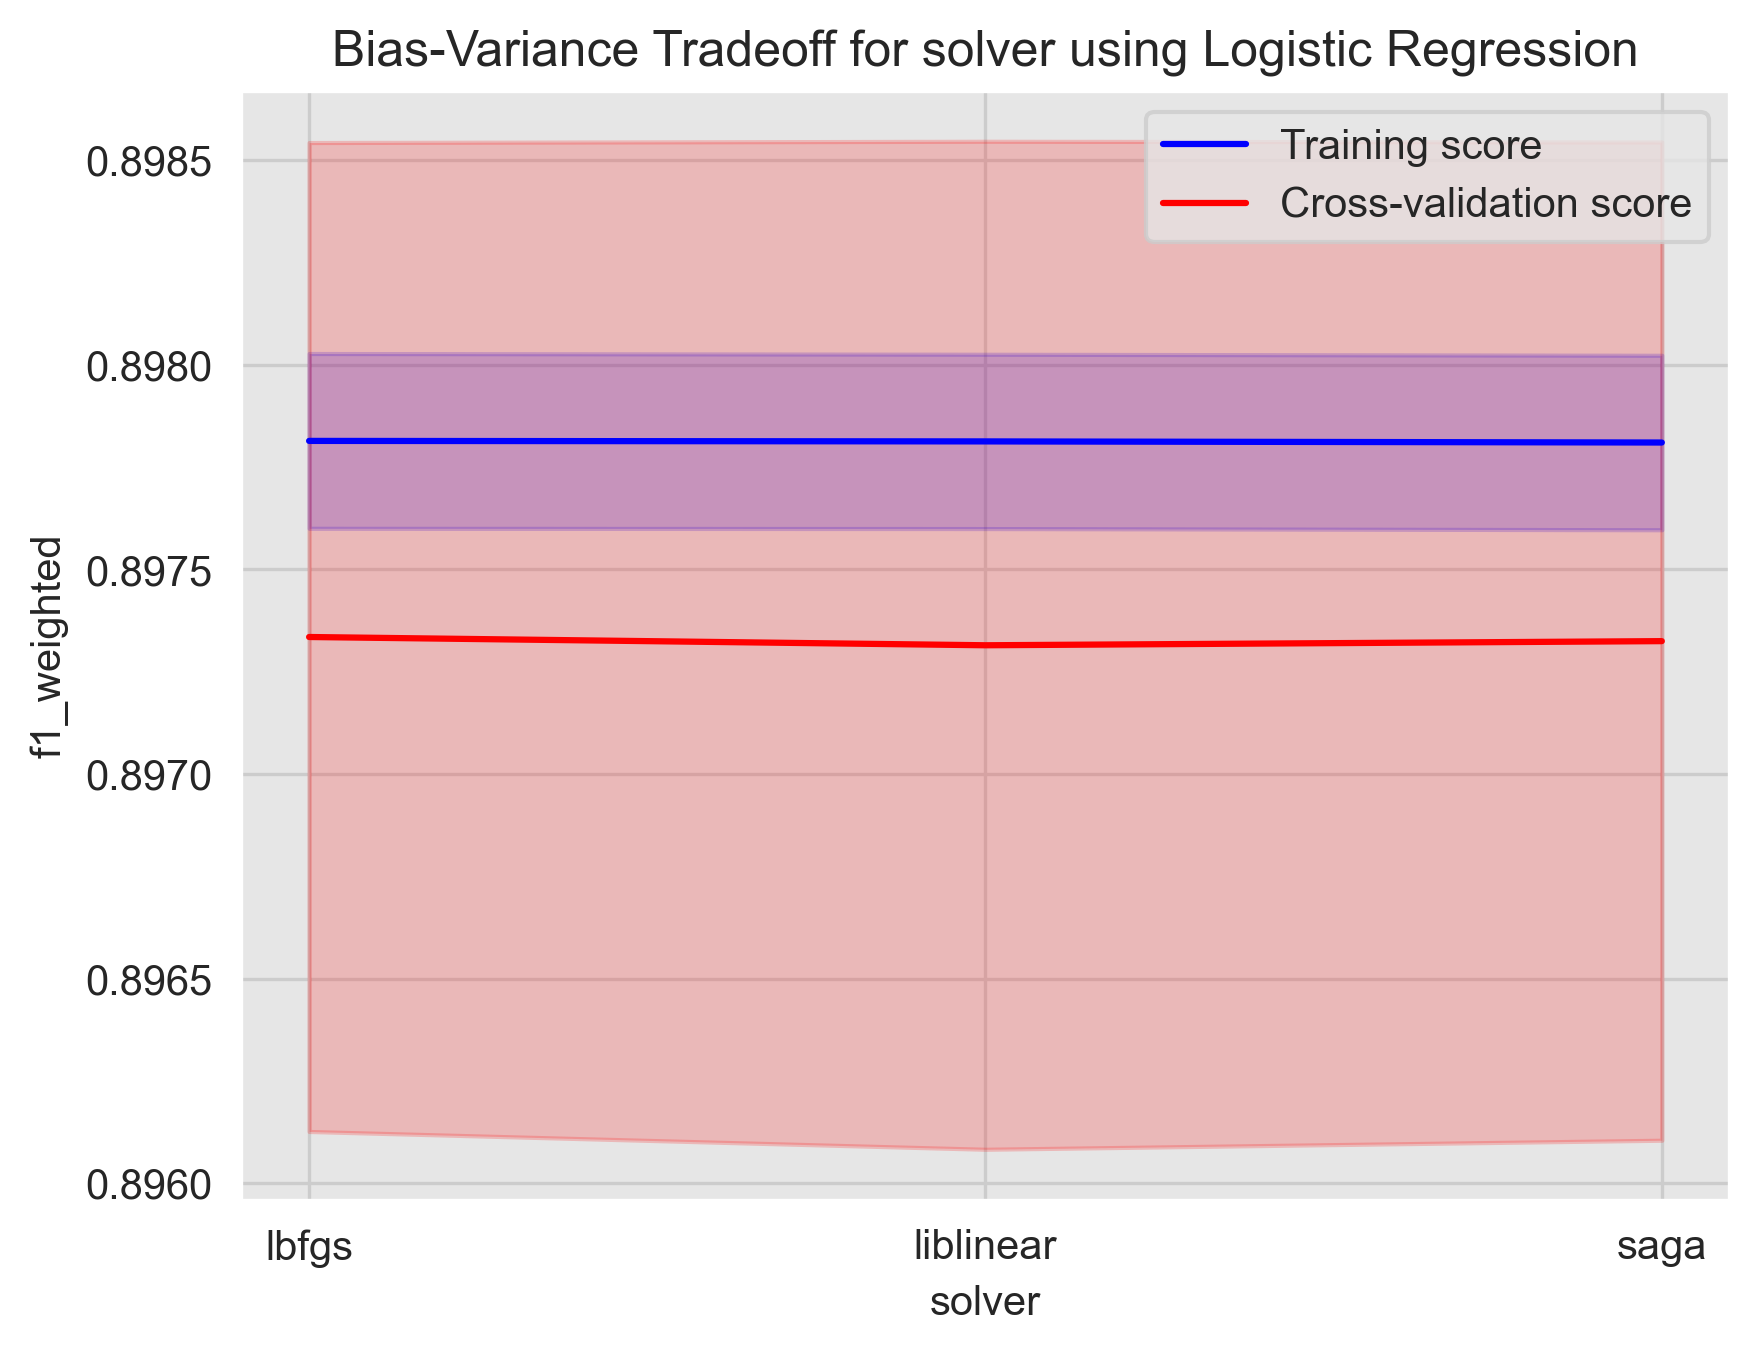 Bias-Variance Tradeoff for solver using Logistic Regression
Training score
Cross-validation score
0.8985
0.8980
0.8975
0.8970
0.8965
0.8960
f1_weighted
lbfgs
liblinear
saga
solver